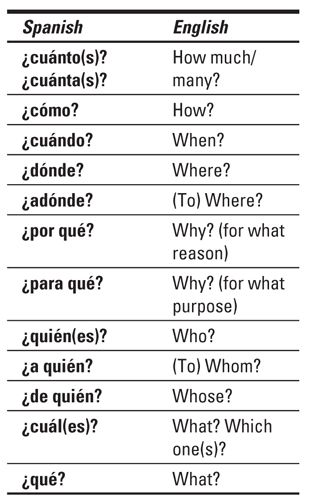 Spanish English
¿cuánto(s)? How much/
¿cuánta(s)? many?
¿cómo? How?
¿cuándo? When?
¿dónde? Where?
¿adónde? (To) Where?
¿por qué? Why? (for what
reason)
¿para qué? Why? (for what
purpose)
¿quién(es)? Who?
¿a quién? (To) Whom?
¿de quién? Whose?
¿cuál(es)? What? Which
one(s)?
¿qué? What?